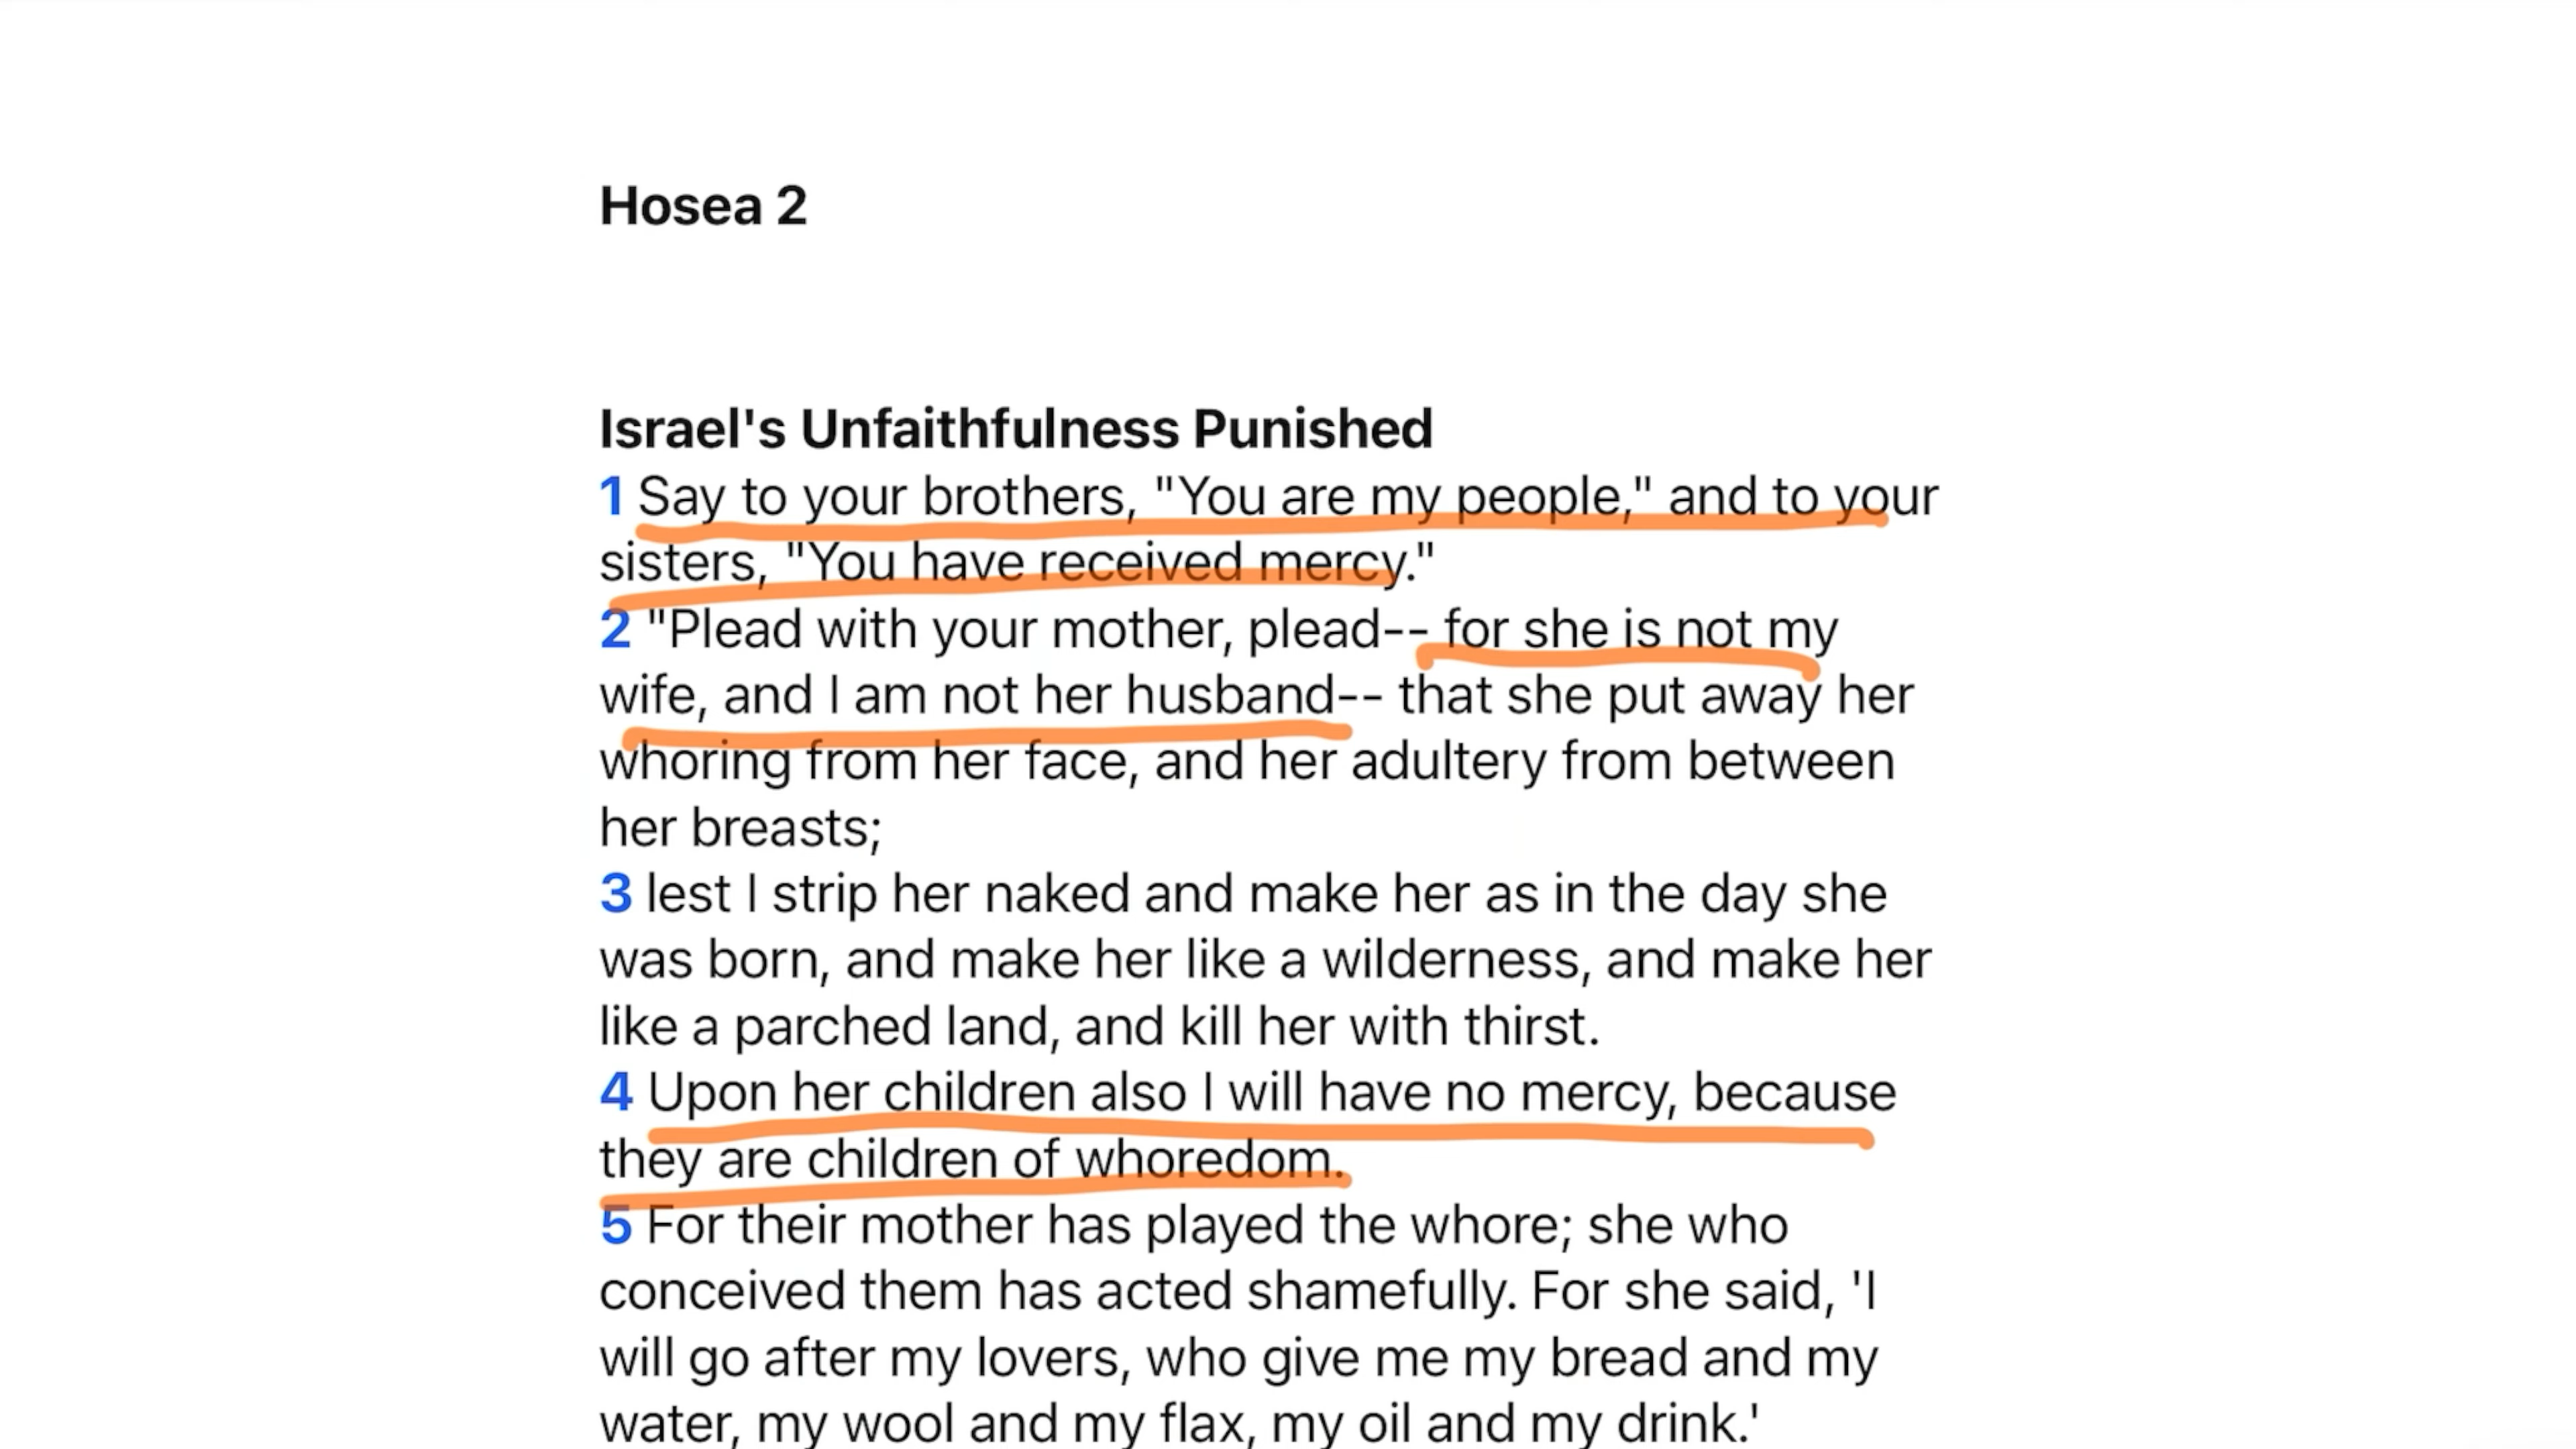 Hosea 2
Israel's Unfaithfulness Punished
1 Say to your brothers, "You are my people," and to your
sisters, "You have received mercy."
2 "Plead with your mother, plead-- for she is not my
wife, and I am not her husband-- that she put away her
whoring from her face, and her adultery from between
her breasts;
3 lest I strip her naked and make her as in the day she
was born, and make her like a wilderness, and make her
like a parched land, and kill her with thirst.
4 Upon her children also I will have no mercy, because
they are children of whoredom.
5 For their mother has played the whore; she who
conceived them has acted shamefully. For she said, 'I
will go after my lovers, who give me my bread and my
water, my wool and my flax, my oil and my drink.'